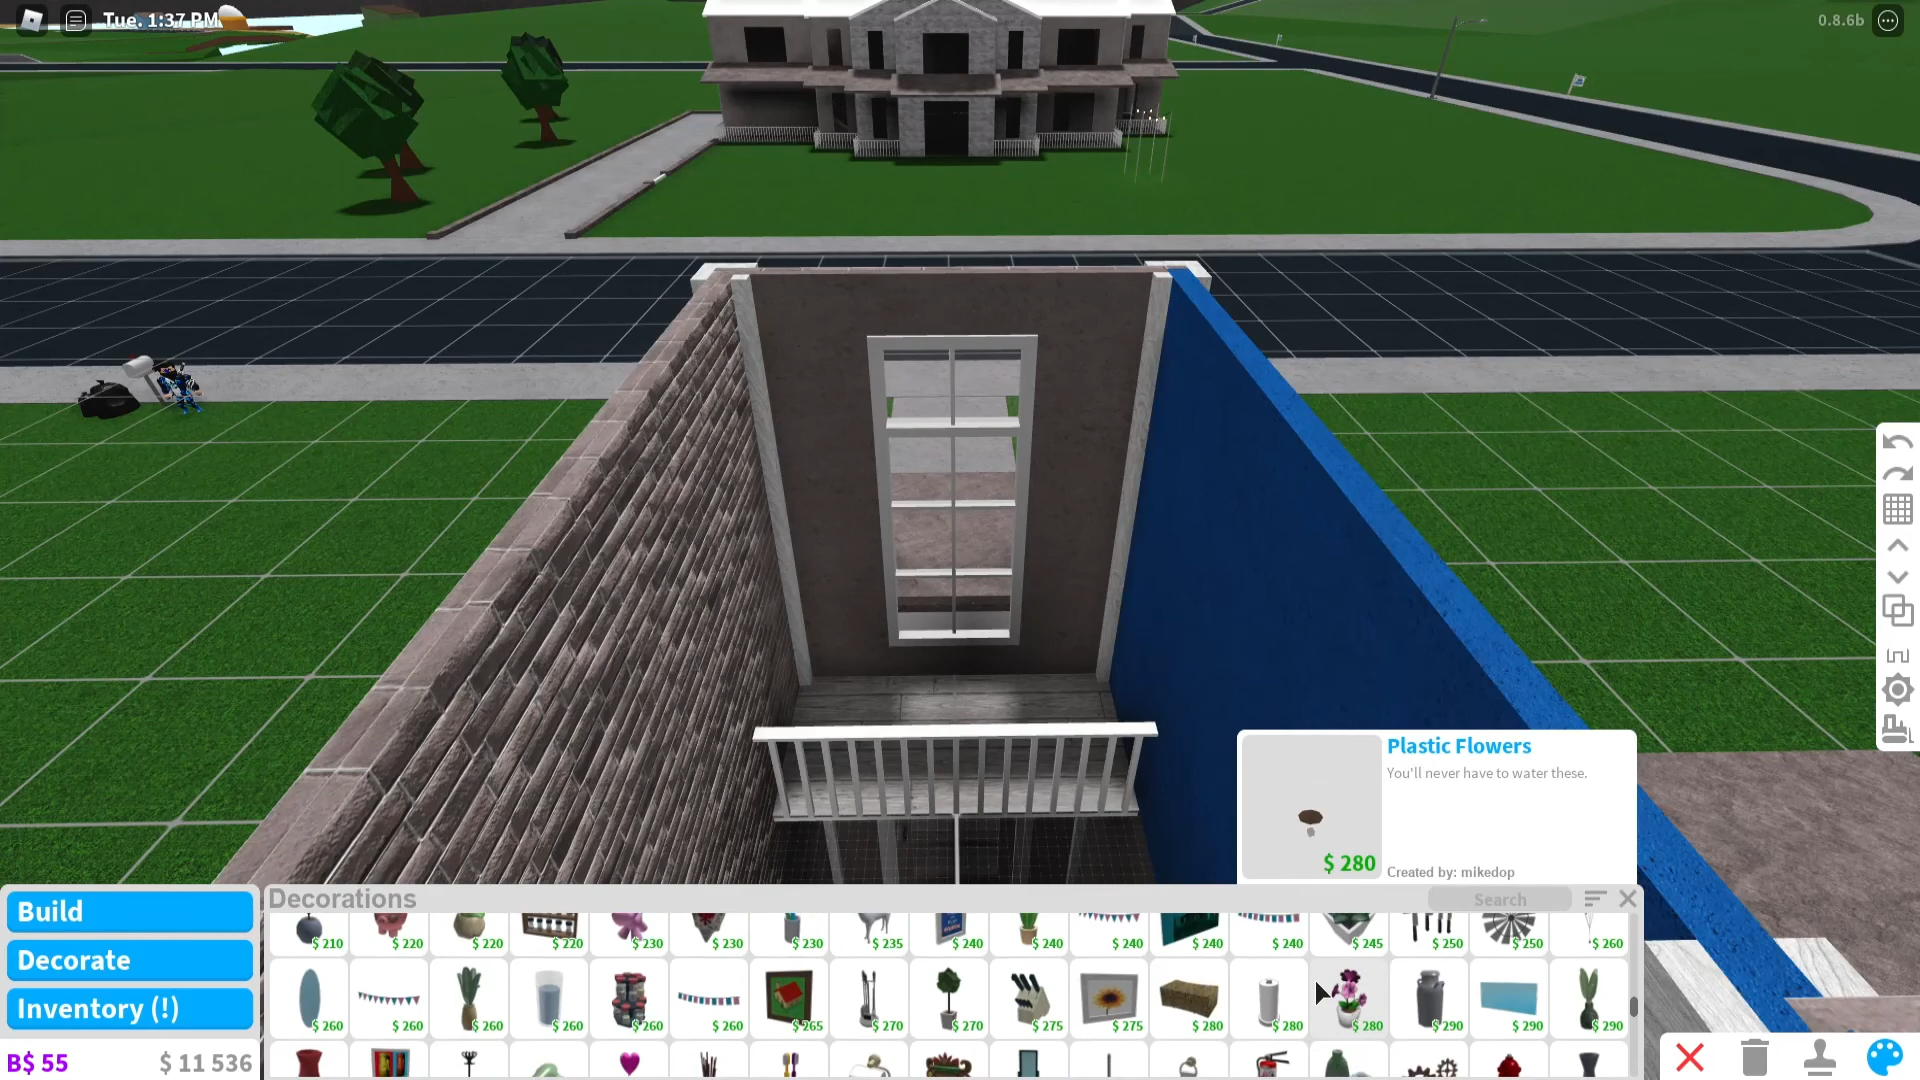 Tue. 1:37 PM
0.8.6b
Plastic Flowers
You'll never have to water these.
$ 280
Created by: mikedop
Build
Decorate
Inventory (!)
B$ 55
$ 11 536
Decorations
Search
$ 210
$ 220
$ 220
$ 220
$ 230
$ 230
$ 230
$ 235
$ 240
$ 240
$ 240
$ 240
$ 240
$ 245
$ 250
$ 250
$ 260
$ 260
$ 260
$ 260
$ 260
$ 260
$ 260
$ 265
$ 270
$ 270
$ 275
$ 275
$ 280
$ 280
$ 280
$ 290
$ 290
$ 290